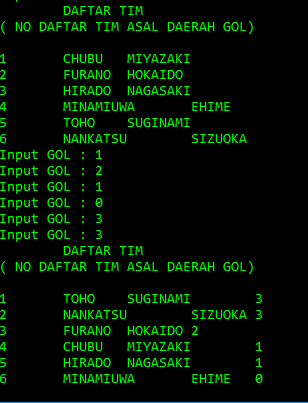 DAFTAR TIM
( NO DAFTAR TIM ASAL DAERAH GOL)
1 CHUBU MIYAZAKI
2 FURANO HOKAIDO
3 HIRADO NAGASAKI
4 MINAMIUWA EHIME
5 TOHO SUGINAMI
6 NANKATSU SIZUOKA
Input GOL : 1
Input GOL : 2
Input GOL : 1
Input GOL : 0
Input GOL : 3
Input GOL : 3
DAFTAR TIM
( NO DAFTAR TIM ASAL DAERAH GOL)
1 TOHO SUGINAMI 3
2 NANKATSU SIZUOKA 3
3 FURANO HOKAIDO 2
4 CHUBU MIYAZAKI 1
5 HIRADO NAGASAKI 1
6 MINAMIUWA EHIME 0